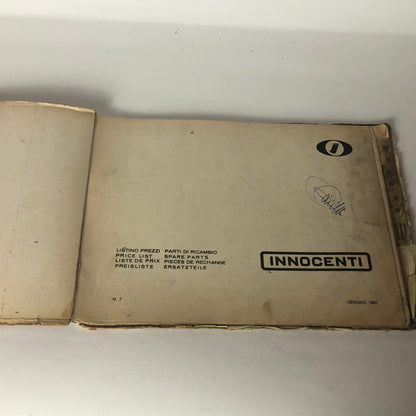 LISTINO PREZZI PARTI DI RICAMBIO
PRICE LIST SPARE PARTS
LISTE DE PRIX PIECES DE RECHANGE
PREISLISTE ERSATZTEILE
INNOCENTI
N. 7
GENNAIO 1967